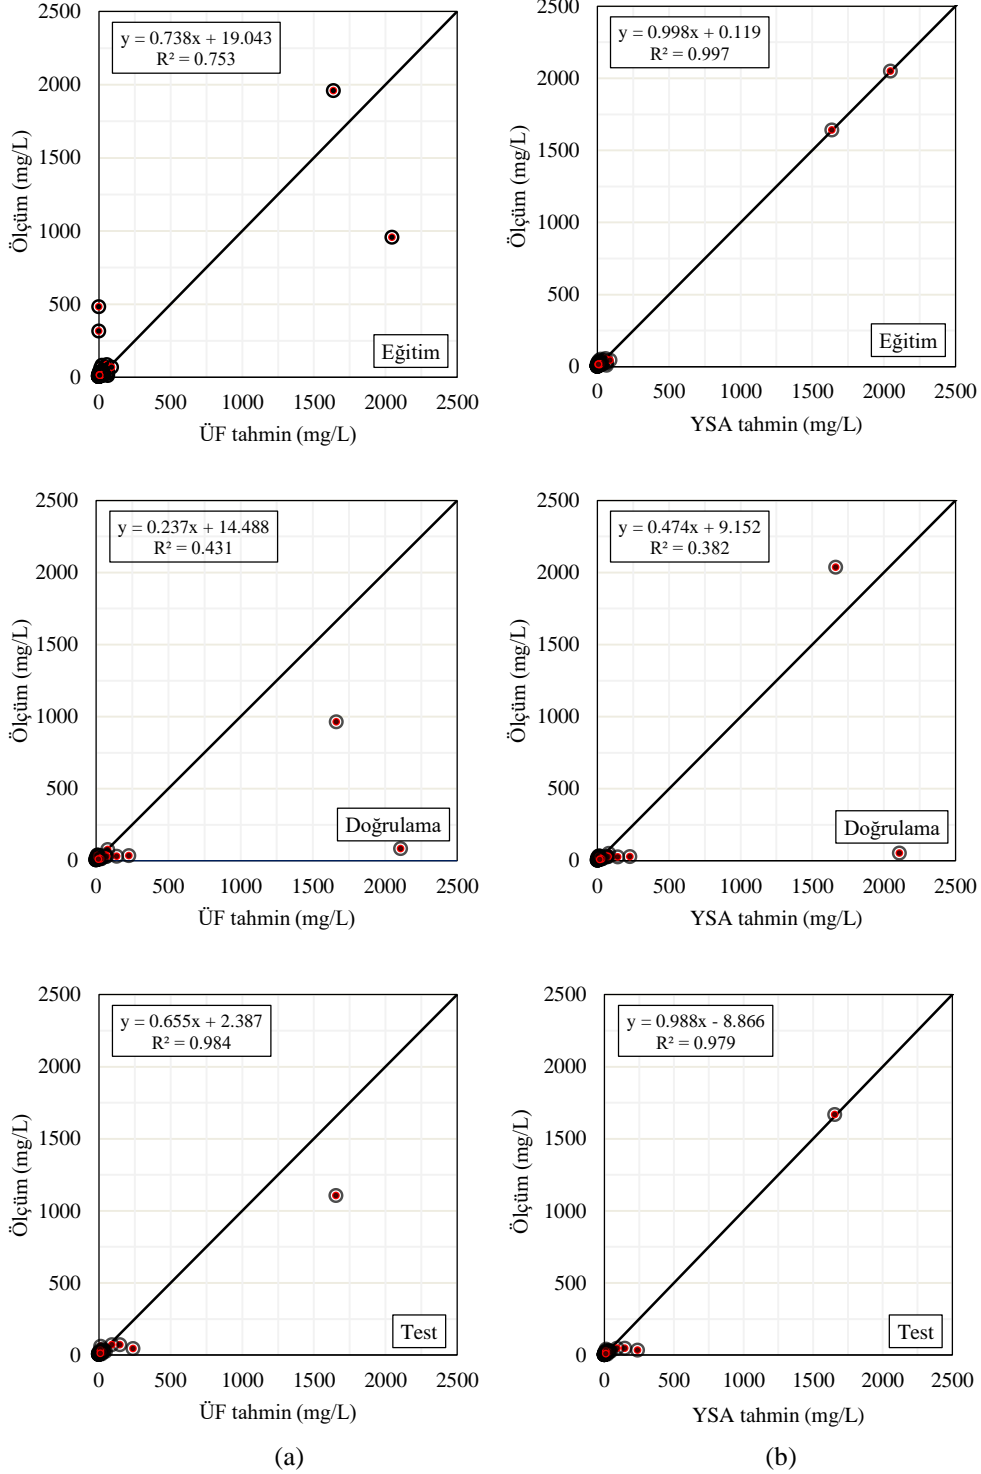 y = 0.738x + 19.043
R² = 0.753
2500
2000
1500
1000
500
0
Ölçüm (mg/L)
Eğitim
0 500 1000 1500 2000 2500
ÜF tahmin (mg/L)
y = 0.998x + 0.119
R² = 0.997
2500
2000
1500
1000
500
0
Ölçüm (mg/L)
Eğitim
0 500 1000 1500 2000 2500
YSA tahmin (mg/L)
y = 0.237x + 14.488
R² = 0.431
2500
2000
1500
1000
500
0
Ölçüm (mg/L)
Doğrulama
0 500 1000 1500 2000 2500
ÜF tahmin (mg/L)
y = 0.474x + 9.152
R² = 0.382
2500
2000
1500
1000
500
0
Ölçüm (mg/L)
Doğrulama
0 500 1000 1500 2000 2500
YSA tahmin (mg/L)
y = 0.655x + 2.387
R² = 0.984
2500
2000
1500
1000
500
0
Ölçüm (mg/L)
Test
0 500 1000 1500 2000 2500
ÜF tahmin (mg/L)
(a)
y = 0.988x - 8.866
R² = 0.979
2500
2000
1500
1000
500
0
Ölçüm (mg/L)
Test
0 500 1000 1500 2000 2500
YSA tahmin (mg/L)
(b)